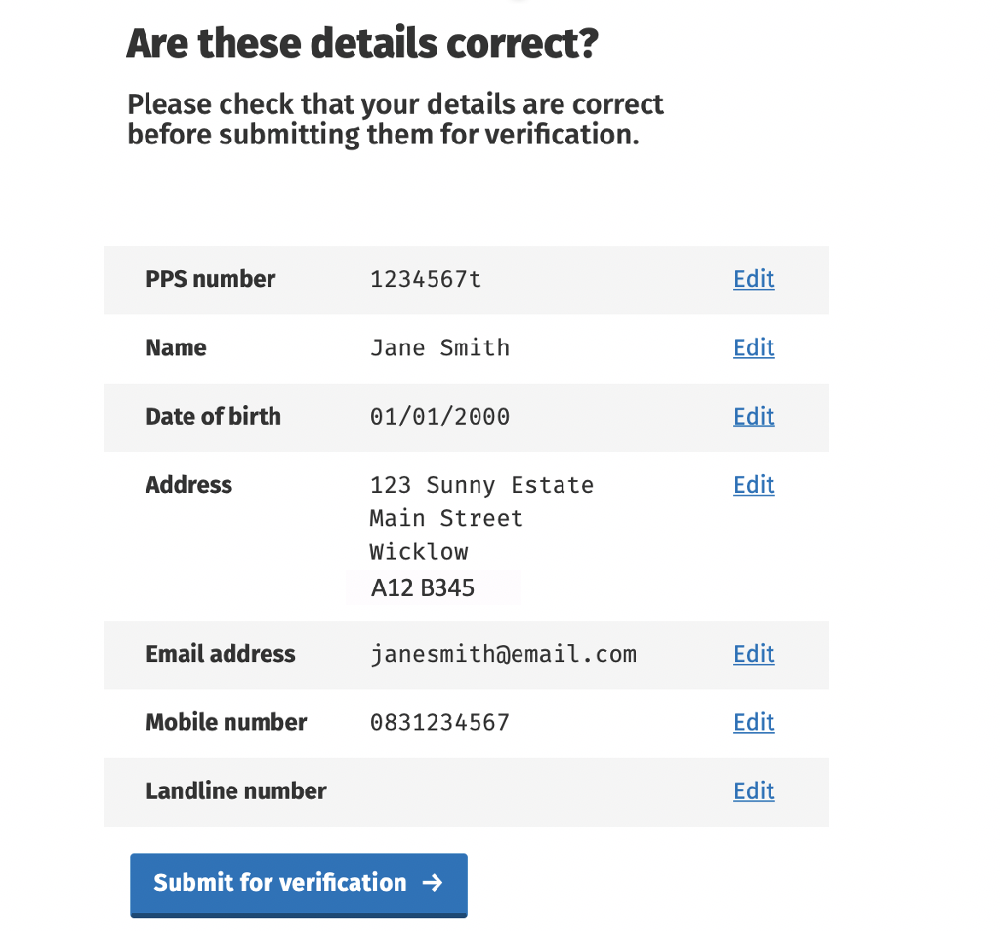 Are these details correct?
Please check that your details are correct
before submitting them for verification.
PPS number 1234567t Edit
Name Jane Smith Edit
Date of birth 01/01/2000 Edit
Address 123 Sunny Estate Edit
Main Street
Wicklow
A12 B345
Email address janesmith@email.com Edit
Mobile number 0831234567 Edit
Landline number Edit
Submit for verification →